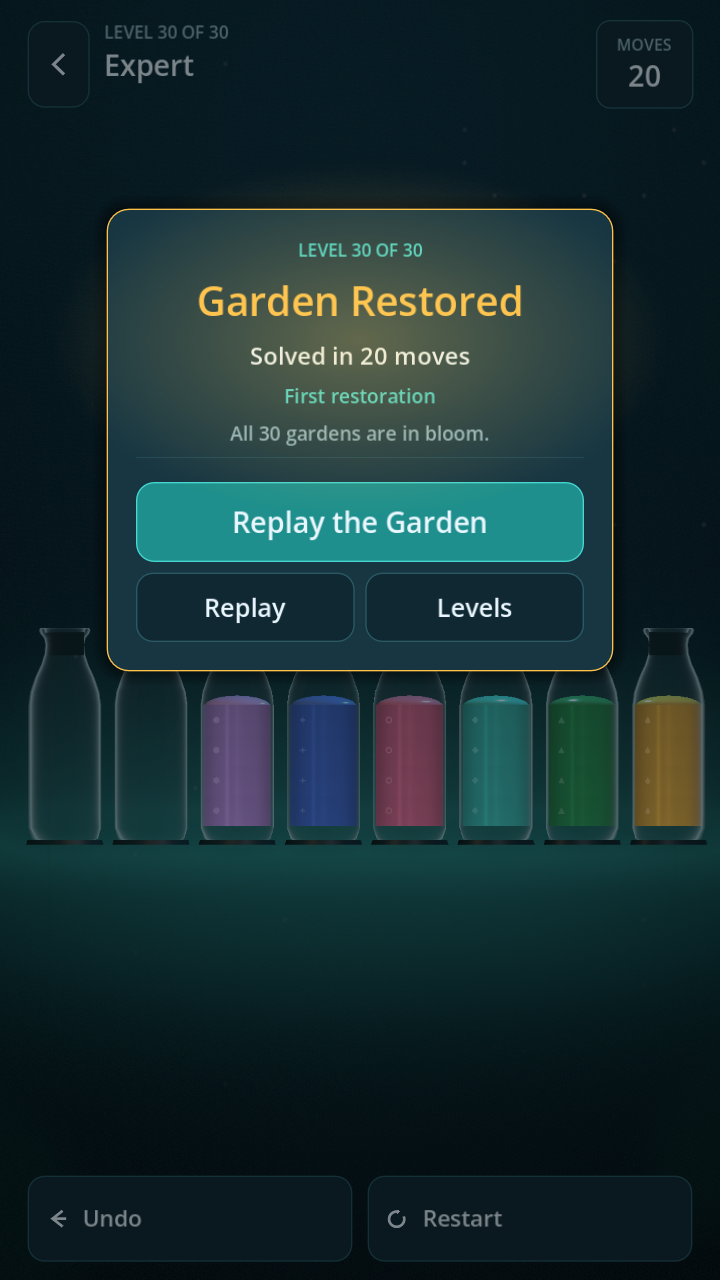 LEVEL 30 OF 30
Expert
MOVES
20
LEVEL 30 OF 30
Garden Restored
Solved in 20 moves
First restoration
All 30 gardens are in bloom.
Replay the Garden
Replay
Levels
Undo
Restart